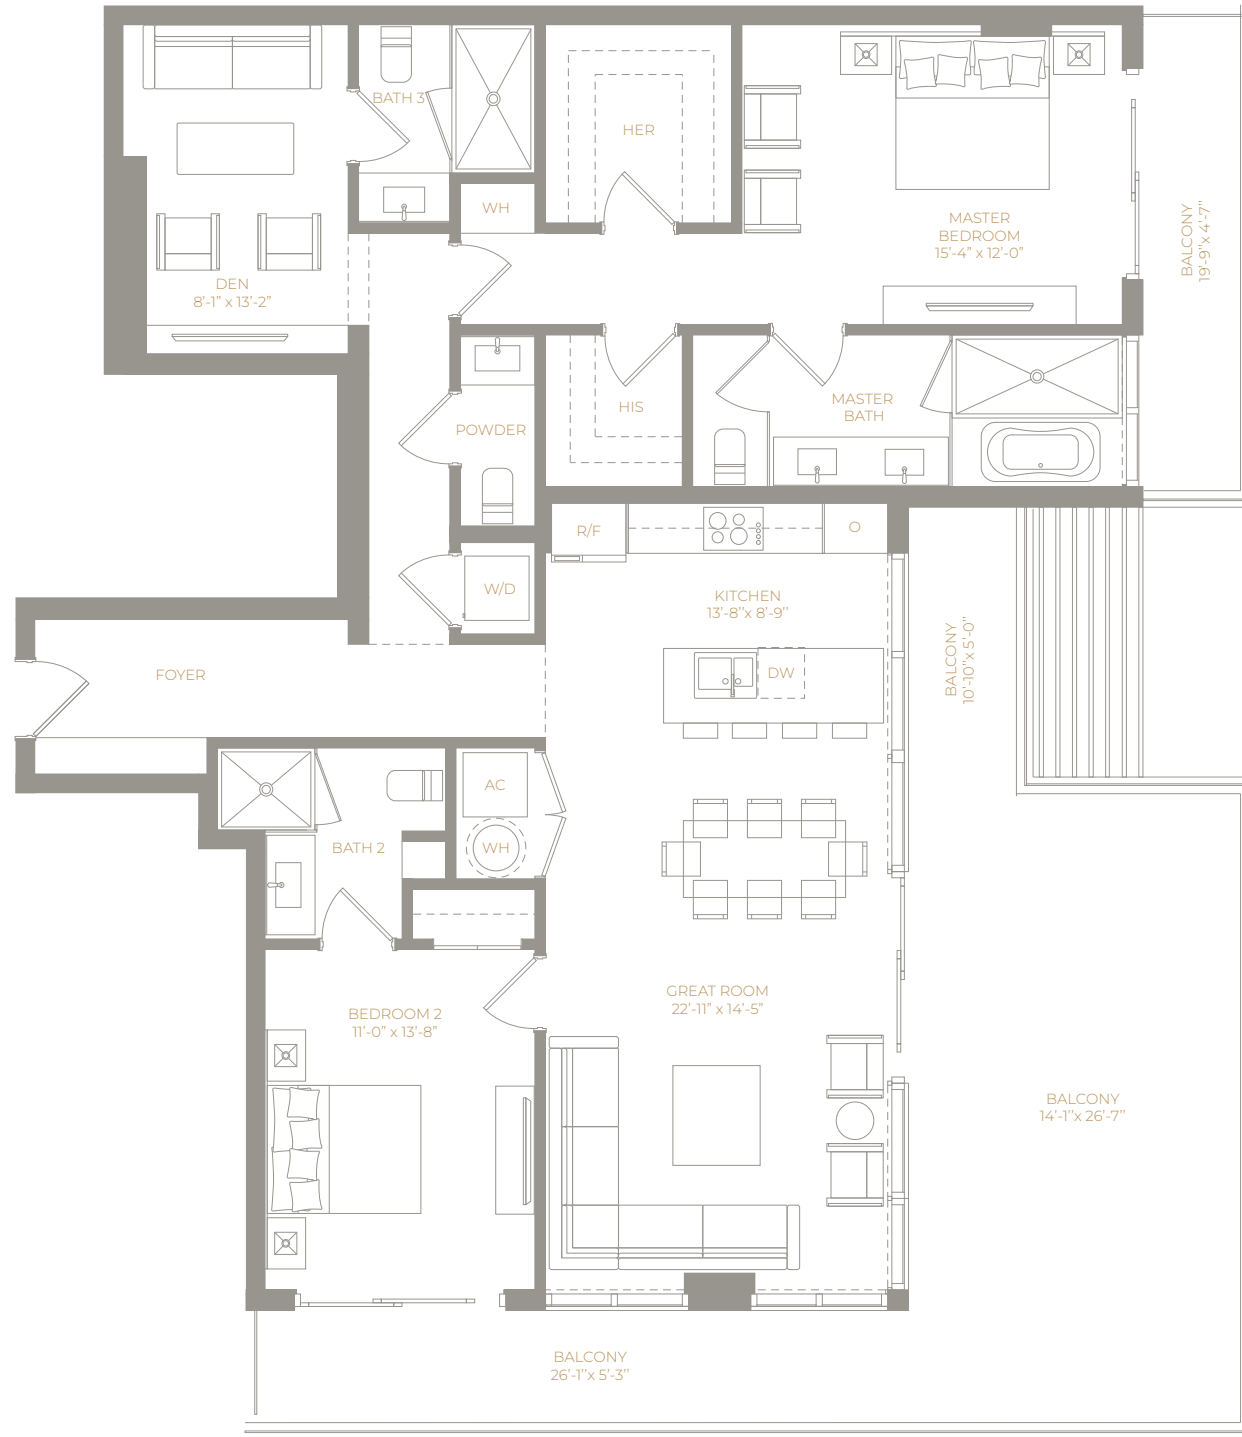 BATH 3
HER
WH
MASTER
BEDROOM
15'-4" x 12'-0"
BALCONY
19'-9"x 4'-7"
DEN
8'-1" x 13'-2"
HIS
MASTER
BATH
POWDER
R/F
O
W/D
KITCHEN
13'-8''x 8'-9''
BALCONY
10'-10"x 5'-0"
FOYER
DW
AC
WH
BATH 2
GREAT ROOM
22'-11" x 14'-5"
BEDROOM 2
11'-0" x 13'-8"
BALCONY
14'-1''x 26'-7''
BALCONY
26'-1''x 5'-3''